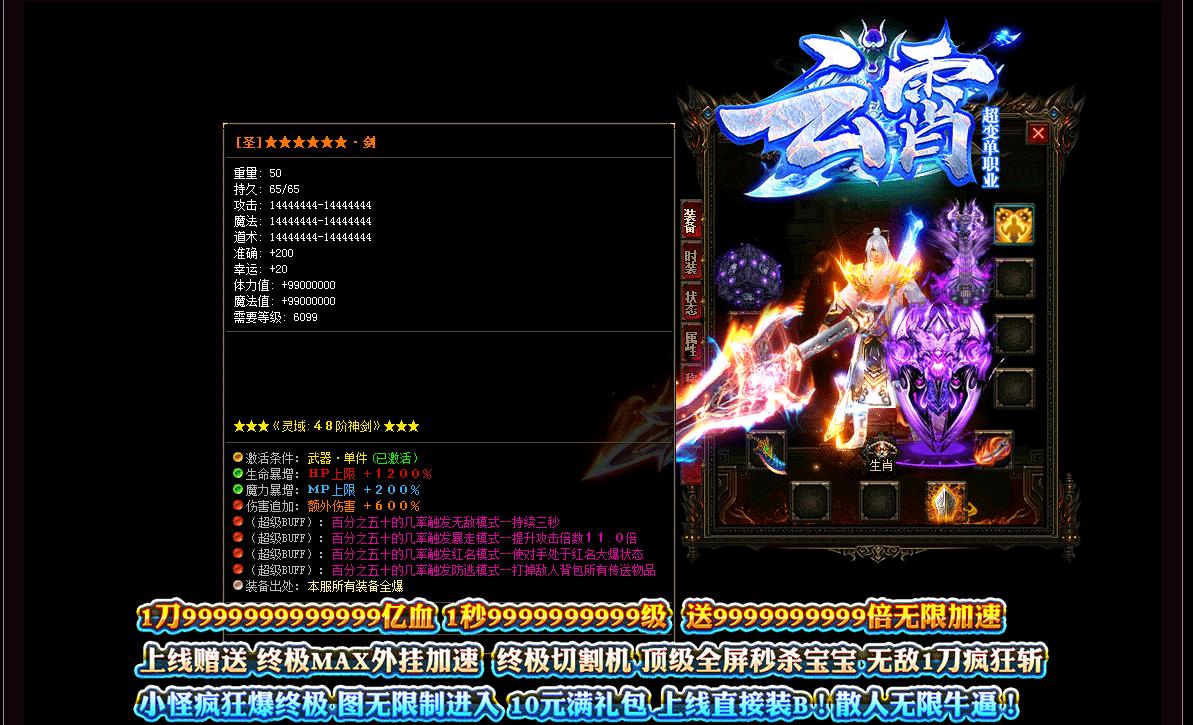 云霄
超变单职业
[圣]★★★★★★·剑
重量: 50
持久: 65/65
攻击: 14444444-14444444
魔法: 14444444-14444444
道术: 14444444-14444444
准确: +200
幸运: +20
体力值: +99000000
魔法值: +99000000
需要等级: 6099
★★★《灵域:48阶神剑》★★★
激活条件: 武器·单件 (已激活)
生命暴增: HP上限 +1200%
魔力暴增: MP上限 +200%
伤害追加: 额外伤害 +600%
(超级BUFF): 百分之五十的几率触发无敌模式--持续三秒
(超级BUFF): 百分之五十的几率触发暴走模式--提升攻击倍数11.0倍
(超级BUFF): 百分之五十的几率触发红名模式--使对手处于红名大爆状态
(超级BUFF): 百分之五十的几率触发防逃模式--打掉敌人背包所有传送物品
装备出处: 本服所有装备全爆
装备
时装
状态
属性
称
生肖
1刀9999999999999亿血 1秒9999999999级 送9999999999倍无限加速
上线赠送 终极MAX外挂加速 终极切割机·顶级全屏秒杀宝宝·无敌1刀疯狂斩
小怪疯狂爆终极·图无限制进入 10元满礼包 上线直接装B！散人无限牛逼！